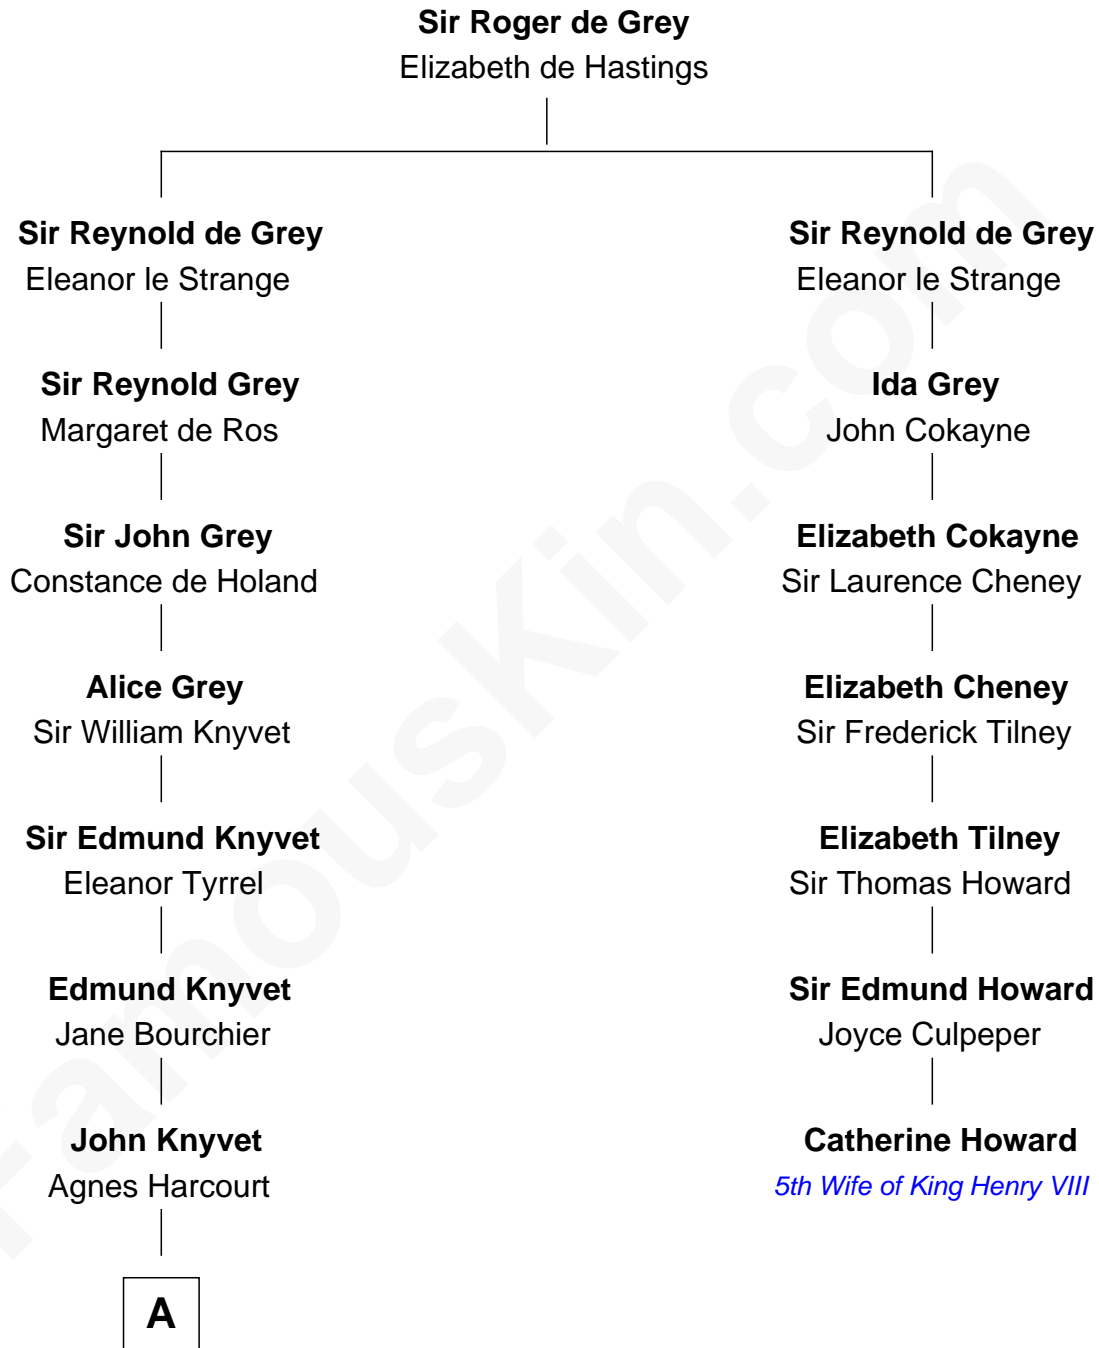 Sir Roger de Grey
Elizabeth de Hastings
Sir Reynold de Grey
Eleanor le Strange
Sir Reynold Grey
Margaret de Ros
Sir John Grey
Constance de Holand
Alice Grey
Sir William Knyvet
Sir Edmund Knyvet
Eleanor Tyrrel
Edmund Knyvet
Jane Bourchier
John Knyvet
Agnes Harcourt
A
Sir Reynold de Grey
Eleanor le Strange
Ida Grey
John Cokayne
Elizabeth Cokayne
Sir Laurence Cheney
Elizabeth Cheney
Sir Frederick Tilney
Elizabeth Tilney
Sir Thomas Howard
Sir Edmund Howard
Joyce Culpeper
Catherine Howard
5th Wife of King Henry VIII
FamousKin.com